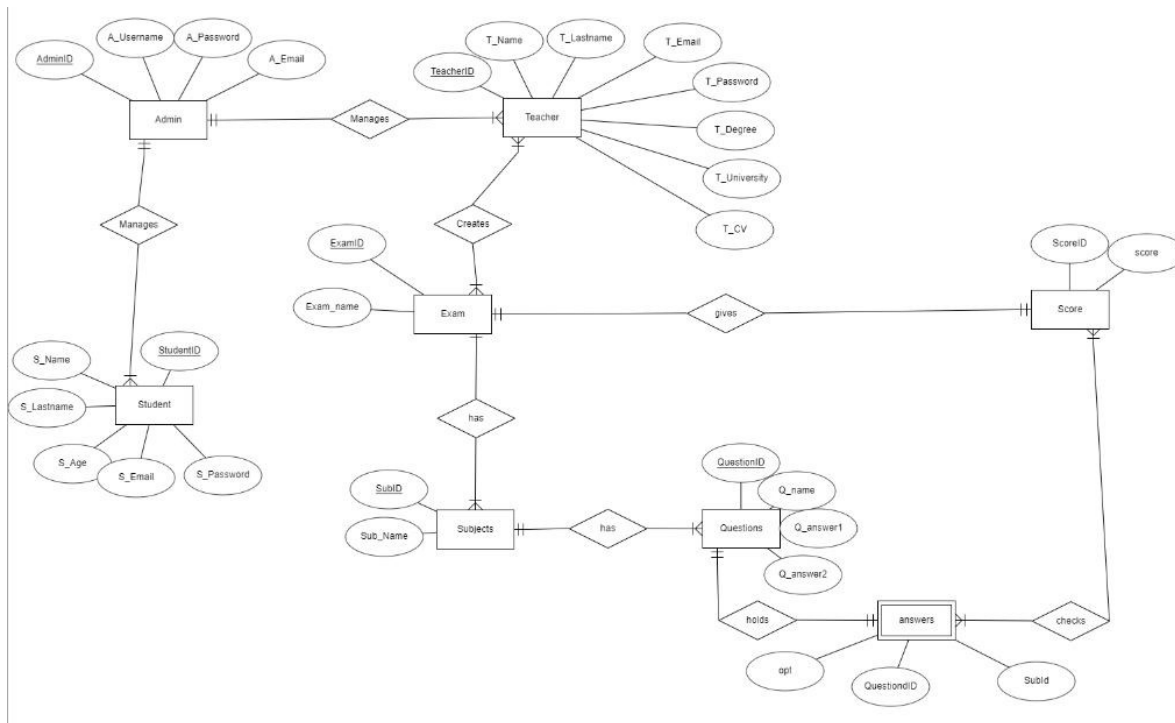 A_Username
A_Password
AdminID
A_Email
Admin
Manages
T_Name
T_Lastname
T_Email
TeacherID
T_Password
Teacher
T_Degree
T_University
T_CV
Manages
Creates
ExamID
Exam_name
Exam
gives
ScoreID
score
Score
S_Name
StudentID
S_Lastname
Student
S_Age
S_Email
S_Password
has
SubID
Sub_Name
Subjects
has
QuestionID
Q_name
Questions
Q_answer1
Q_answer2
holds
answers
checks
opt
QuestiondID
SubId